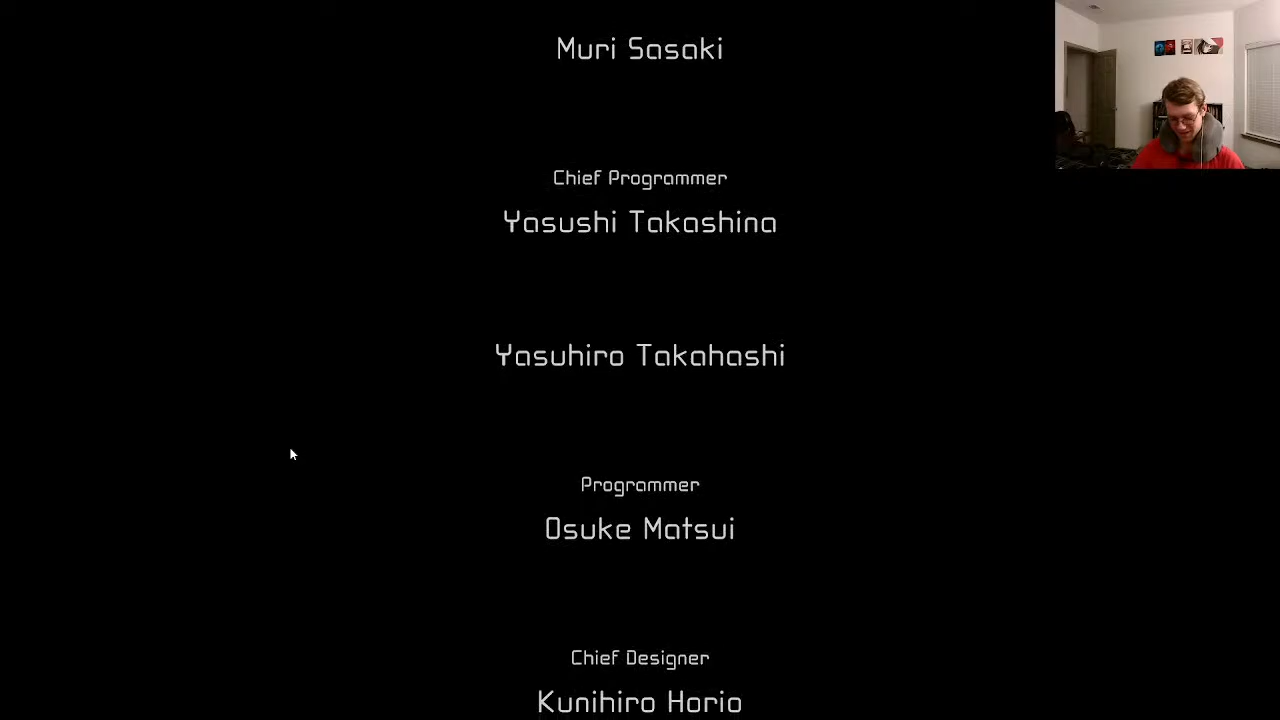 Muri Sasaki
Chief Programmer
Yasushi Takashina
Yasuhiro Takahashi
Programmer
Osuke Matsui
Chief Designer
Kunihiro Horio